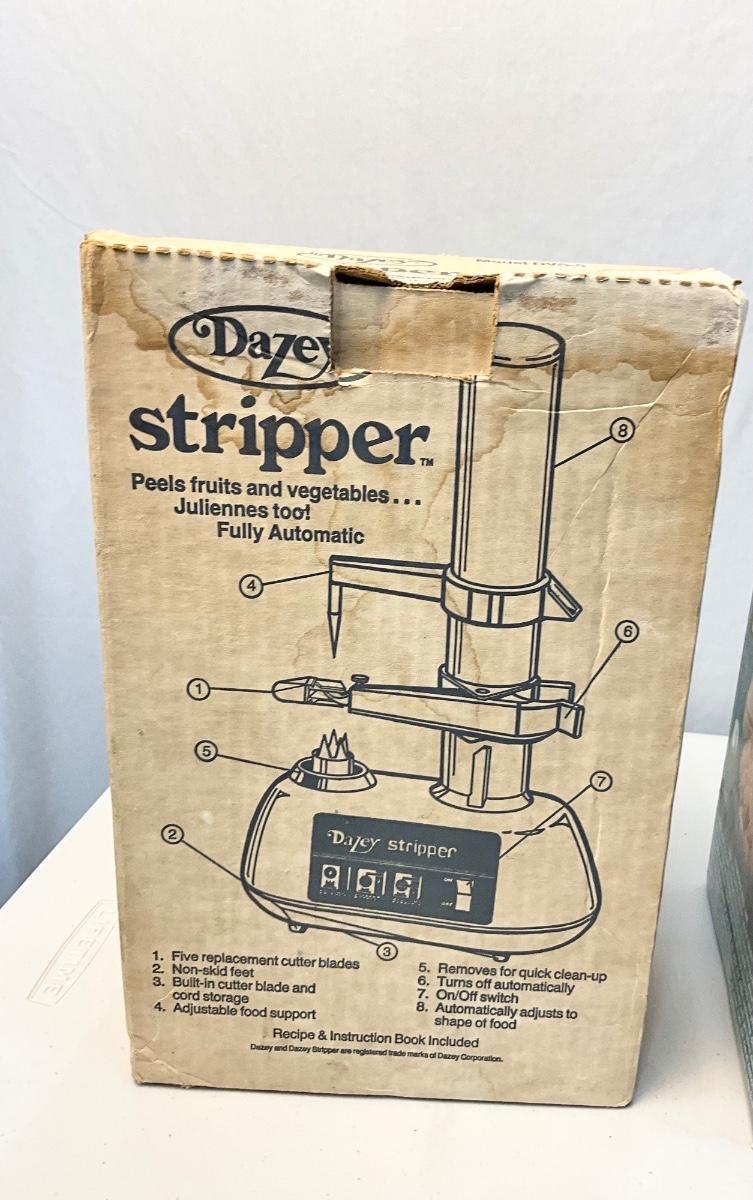 Dazey
stripper™
Peels fruits and vegetables...
Juliennes too!
Fully Automatic
8
4
6
1
5
7
2
Dazey stripper
3
1. Five replacement cutter blades
2. Non-skid feet
3. Built-in cutter blade and
cord storage
4. Adjustable food support
5. Removes for quick clean-up
6. Turns off automatically
7. On/Off switch
8. Automatically adjusts to
shape of food
Recipe & Instruction Book Included
Dazey and Dazey Stripper are registered trade marks of Dazey Corporation.
LIFETIME